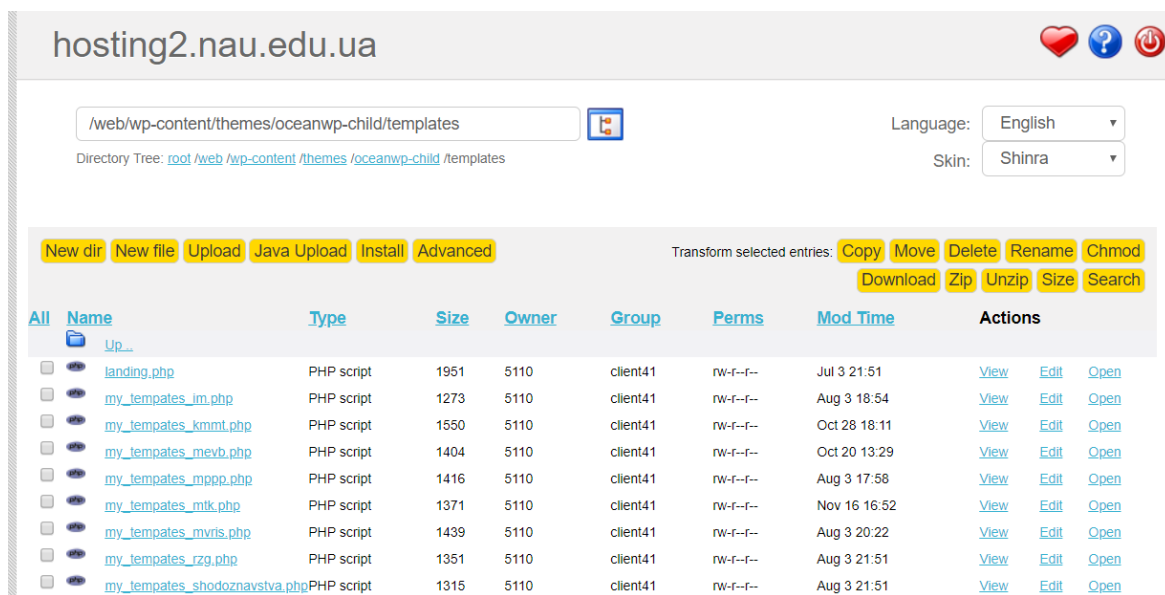 hosting2.nau.edu.ua
/web/wp-content/themes/oceanwp-child/templates
Language: English
Directory Tree: root /web /wp-content /themes /oceanwp-child /templates
Skin: Shinra
New dir New file Upload Java Upload Install Advanced Transform selected entries: Copy Move Delete Rename Chmod
Download Zip Unzip Size Search
All Name Type Size Owner Group Perms Mod Time Actions
Up ..
landing.php PHP script 1951 5110 client41 rw-r--r-- Jul 3 21:51 View Edit Open
my_tempates_im.php PHP script 1273 5110 client41 rw-r--r-- Aug 3 18:54 View Edit Open
my_tempates_kmmt.php PHP script 1550 5110 client41 rw-r--r-- Oct 28 18:11 View Edit Open
my_tempates_mevb.php PHP script 1404 5110 client41 rw-r--r-- Oct 20 13:29 View Edit Open
my_tempates_mppp.php PHP script 1416 5110 client41 rw-r--r-- Aug 3 17:58 View Edit Open
my_tempates_mtk.php PHP script 1371 5110 client41 rw-r--r-- Nov 16 16:52 View Edit Open
my_tempates_mvris.php PHP script 1439 5110 client41 rw-r--r-- Aug 3 20:22 View Edit Open
my_tempates_rzg.php PHP script 1351 5110 client41 rw-r--r-- Aug 3 21:51 View Edit Open
my_tempates_shodoznavstva.php PHP script 1315 5110 client41 rw-r--r-- Aug 3 21:51 View Edit Open